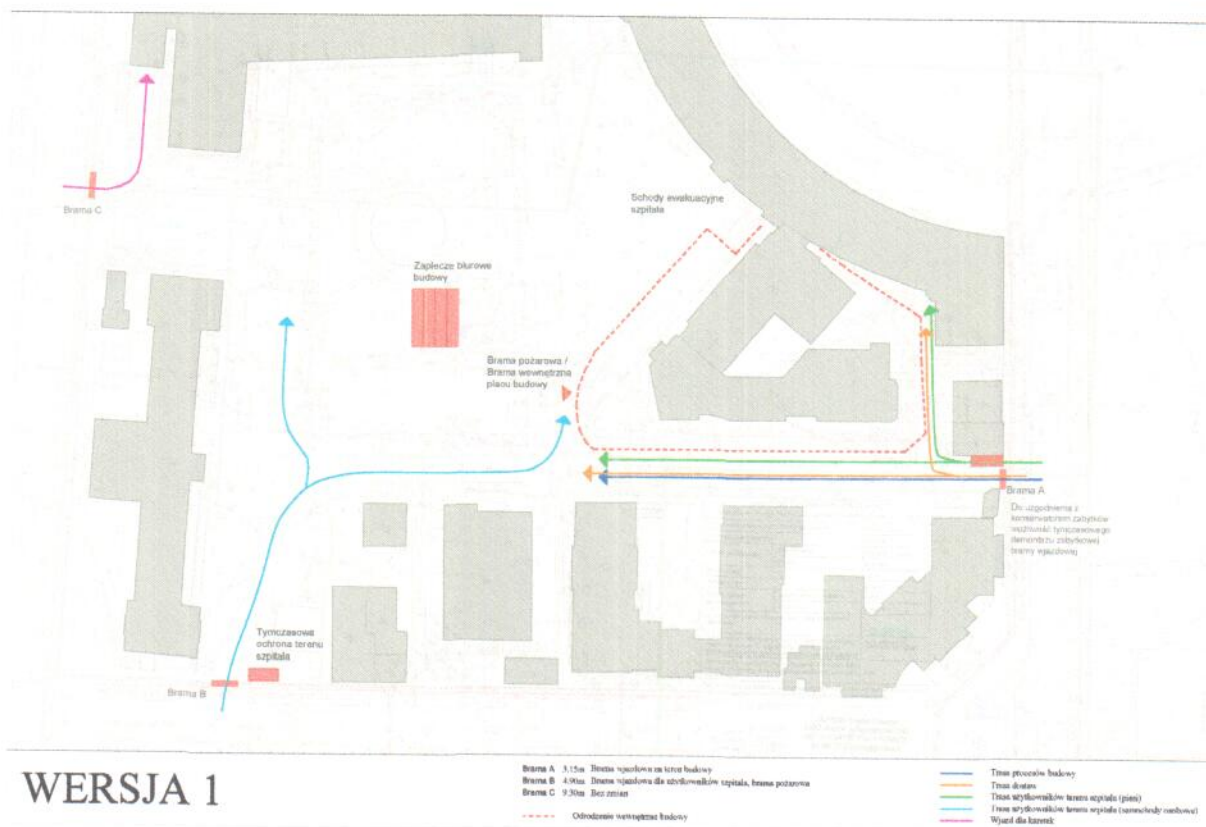 Brama C
Schody ewakuacyjne
szpitala
Zaplecze biurowe
budowy
Brama pożarowa /
Brama wewnętrzna
planu budowy
Brama A
Do uzgodnienia z
konserwatorem zabytków
tymczasowego
demontażu zabytkowej
bramy wjazdowej
Tymczasowa
ochrona terenu
szpitala
Brama B
WERSJA 1
Brama A 3.15m Brama wjazdowa na teren budowy
Brama B 4.90m Brama wjazdowa dla użytkowników szpitala, brama pożarowa
Brama C 9.30m Bez zmian
Odrodzenie wewnętrzne budowy
Trasa procesów budowy
Trasa dostaw
Trasa użytkowników terenu szpitala (piesi)
Trasa użytkowników terenu szpitala (samochody osobowe)
Wjazd dla karetek